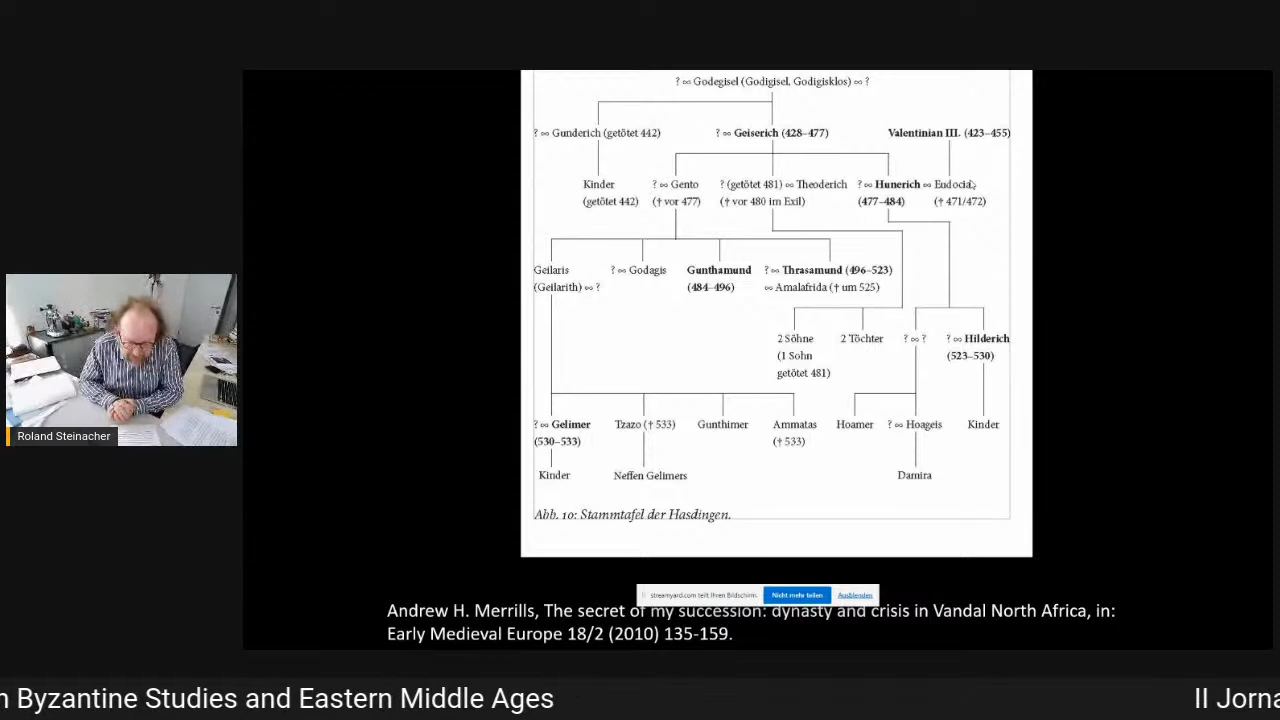 ? ∞ Godegisel (Godigisel, Godigisklos) ∞ ?
? ∞ Gunderich (getötet 442) ? ∞ Geiserich (428–477) Valentinian III. (423–455)
Kinder ? ∞ Gento ? (getötet 481) ∞ Theoderich ? ∞ Hunerich ∞ Eudocia
(getötet 442) († vor 477) († vor 480 im Exil) (477–484) († 471/472)
Geilaris ? ∞ Godagis Gunthamund ? ∞ Thrasamund (496–523)
(Geilarith) ∞ ? (484–496) ∞ Amalafrida († um 525)
2 Söhne 2 Töchter ? ∞ ? ? ∞ Hilderich
(1 Sohn (523–530)
getötet 481)
? ∞ Gelimer Tzazo († 533) Gunthimer Ammatas Hoamer ? ∞ Hoageis Kinder
(530–533) († 533)
Kinder Neffen Gelimers Damira
Abb. 10: Stammtafel der Hasdingen.
Roland Steinacher
streamyard.com teilt Ihren Bildschirm. Nicht mehr teilen Ausblenden
Andrew H. Merrills, The secret of my succession: dynasty and crisis in Vandal North Africa, in:
Early Medieval Europe 18/2 (2010) 135-159.
n Byzantine Studies and Eastern Middle Ages II Jorna